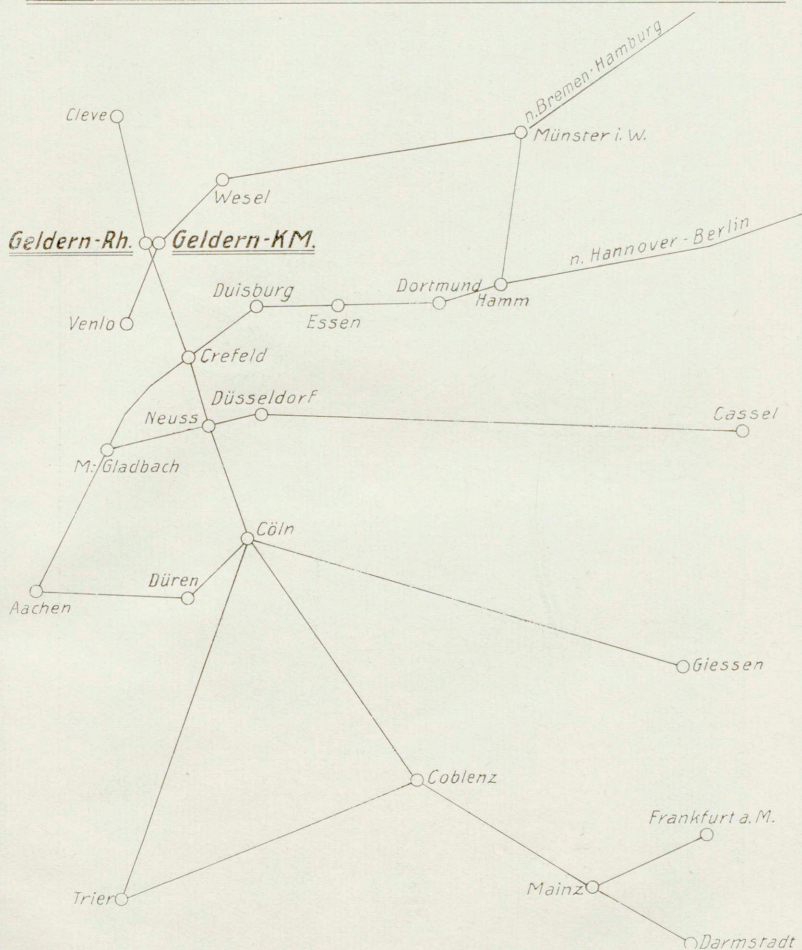 n. Bremen-Hamburg
Cleve
Münster i. W.
Wesel
Geldern-Rh. Geldern-KM.
n. Hannover-Berlin
Duisburg
Dortmund
Hamm
Essen
Venlo
Crefeld
Düsseldorf
Neuss
Cassel
M. Gladbach
Cöln
Düren
Aachen
Giessen
Coblenz
Frankfurt a. M.
Trier
Mainz
Darmstadt